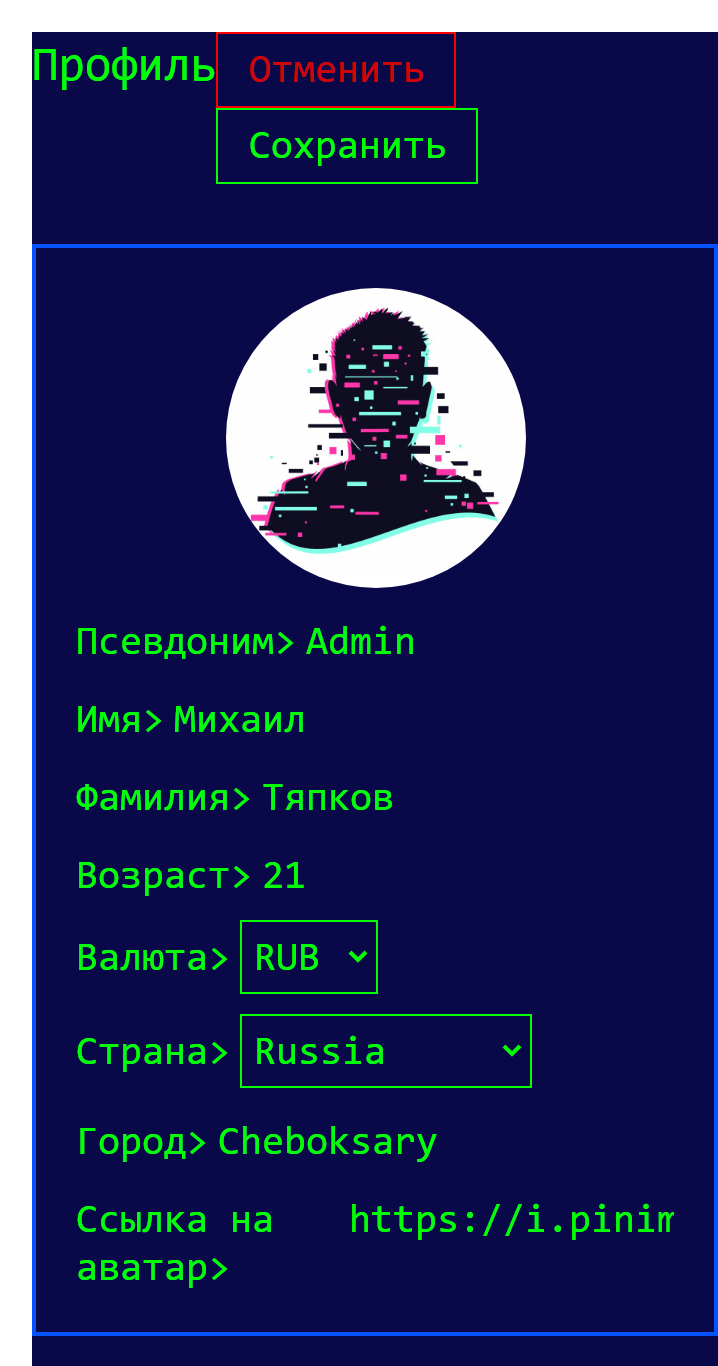 Профиль Отменить
Сохранить
Псевдоним> Admin
Имя> Михаил
Фамилия> Тяпков
Возраст> 21
Валюта> RUB
Страна> Russia
Город> Cheboksary
Ссылка на https://i.pinim
аватар>